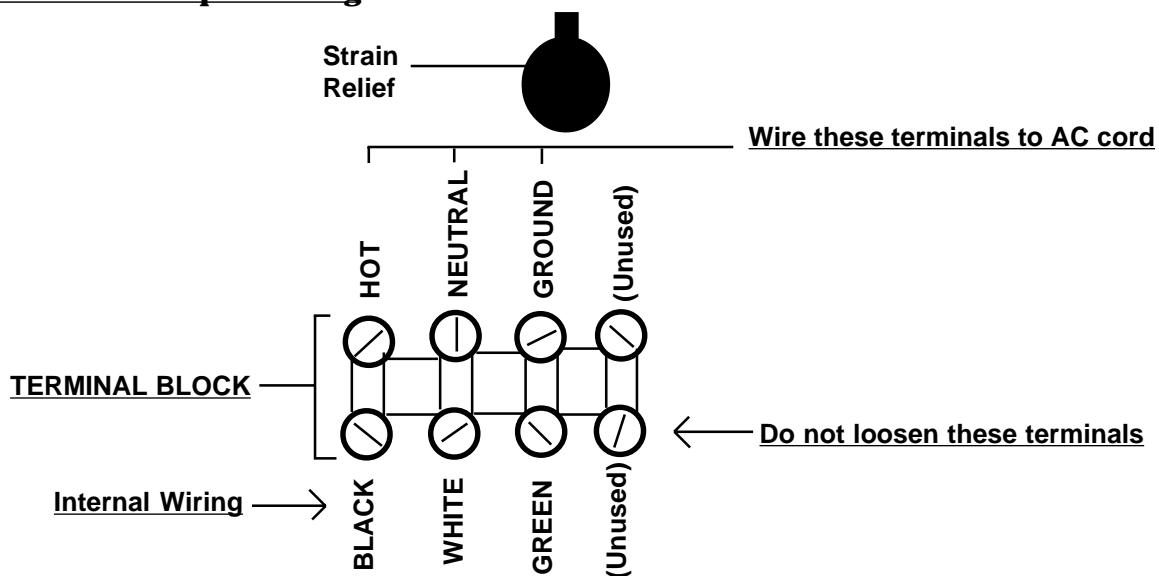 Strain
Relief
Wire these terminals to AC cord
HOT
NEUTRAL
GROUND
(Unused)
TERMINAL BLOCK
Do not loosen these terminals
Internal Wiring
BLACK
WHITE
GREEN
(Unused)